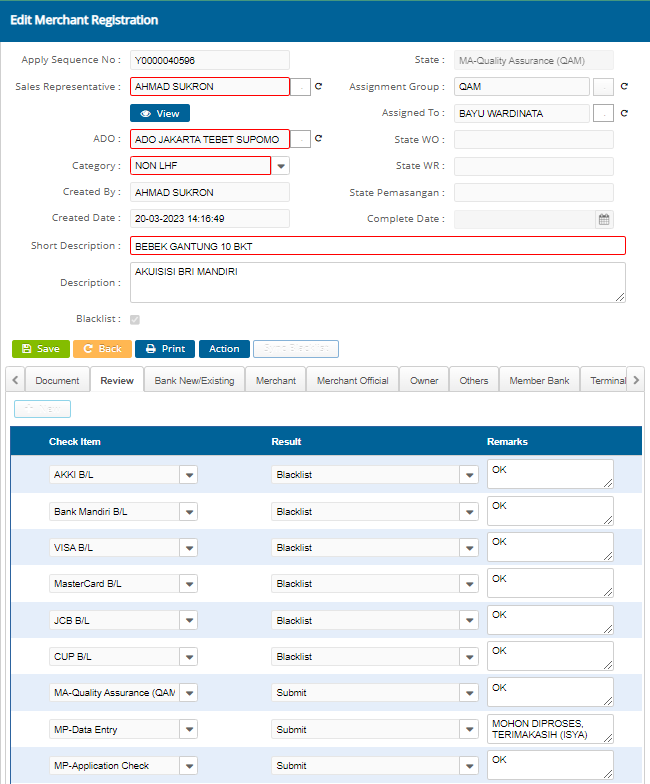 Edit Merchant Registration
Apply Sequence No : Y0000040596 State : MA-Quality Assurance (QAM)
Sales Representative : AHMAD SUKRON Assignment Group : QAM
View Assigned To : BAYU WARDINATA
ADO : ADO JAKARTA TEBET SUPOMO State WO :
Category : NON LHF State WR :
Created By : AHMAD SUKRON State Pemasangan :
Created Date : 20-03-2023 14:16:49 Complete Date :
Short Description : BEBEK GANTUNG 10 BKT
Description : AKUISISI BRI MANDIRI
Blacklist :
Save Back Print Action
Document Review Bank New/Existing Merchant Merchant Official Owner Others Member Bank Terminal
Check Item Result Remarks
AKKI B/L Blacklist OK
Bank Mandiri B/L Blacklist OK
VISA B/L Blacklist OK
MasterCard B/L Blacklist OK
JCB B/L Blacklist OK
CUP B/L Blacklist OK
MA-Quality Assurance (QAM Submit OK
MP-Data Entry Submit MOHON DIPROSES,
TERIMAKASIH (ISYA)
MP-Application Check Submit OK